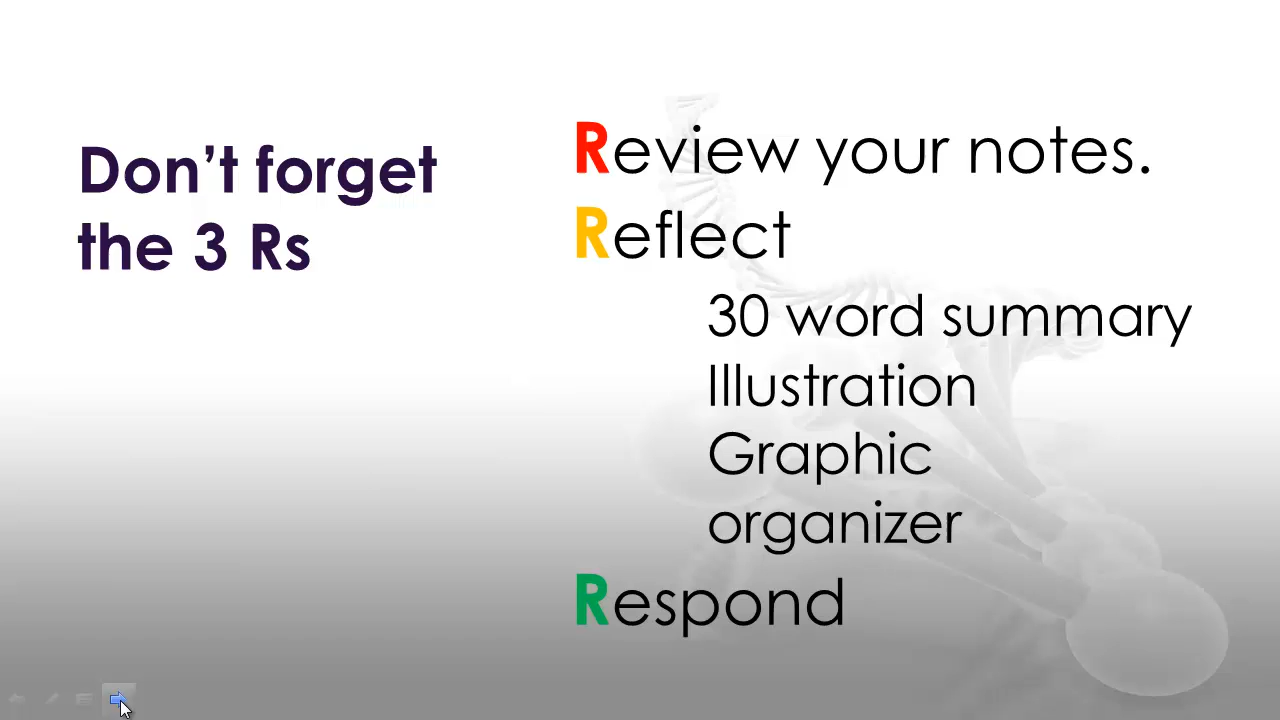 Don’t forget
the 3 Rs
Review your notes.
Reflect
30 word summary
Illustration
Graphic
organizer
Respond